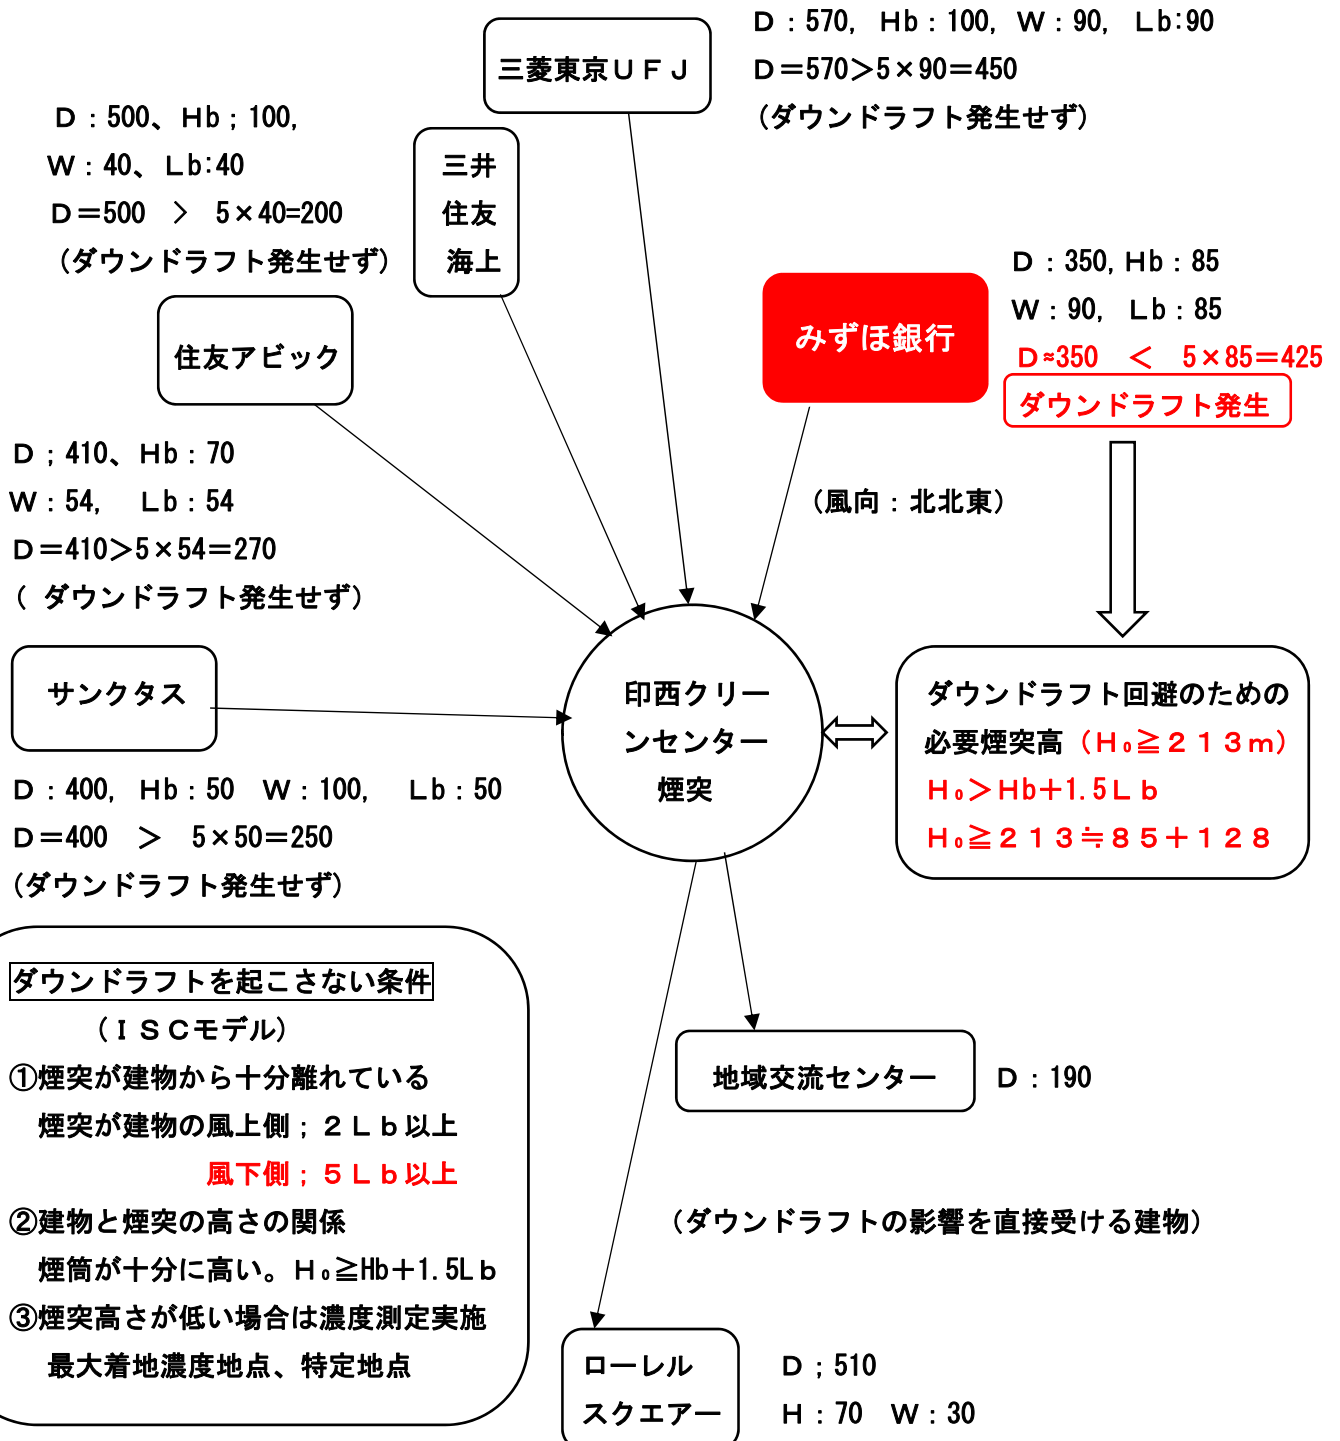 D：570, Hb：100, W：90, Lb:90
三菱東京ＵＦＪ
D＝570＞5×90＝450
（ダウンドラフト発生せず）
D：500、Hb；100,
W：40、Lb:40
D＝500 ＞ 5×40=200
（ダウンドラフト発生せず）
三井
住友
海上
D：350, Hb：85
W：90, Lb：85
D≈350 ＜ 5×85＝425
ダウンドラフト発生
みずほ銀行
住友アビック
D；410、Hb：70
W：54, Lb：54
D＝410＞5×54＝270
（ ダウンドラフト発生せず）
（風向：北北東）
サンクタス
D：400, Hb：50 W：100, Lb：50
D＝400 ＞ 5×50＝250
（ダウンドラフト発生せず）
印西クリー
ンセンター
煙突
ダウンドラフト回避のための
必要煙突高（H₀≧２１３ｍ）
H₀＞Hb＋1.5Ｌｂ
H₀≧２１３≒８５＋１２８
ダウンドラフトを起こさない条件
（ＩＳＣモデル）
①煙突が建物から十分離れている
煙突が建物の風上側；２Ｌｂ以上
風下側；５Ｌｂ以上
②建物と煙突の高さの関係
煙筒が十分に高い。H₀≧Hb＋1.5Lｂ
③煙突高さが低い場合は濃度測定実施
最大着地濃度地点、特定地点
地域交流センター D：190
（ダウンドラフトの影響を直接受ける建物）
ローレル
スクエアー
D；510
H：70 W：30